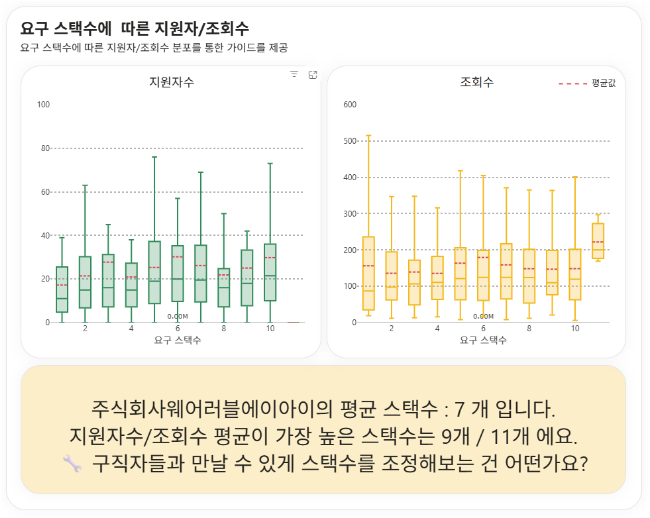 요구 스택수에 따른 지원자/조회수
요구 스택수에 따른 지원자/조회수 분포를 통한 가이드를 제공
지원자수
100
80
60
40
20
0
2
4
6
8
10
0.00M
요구 스택수
조회수
평균값
600
500
400
300
200
100
0
2
4
6
8
10
0.00M
요구 스택수
주식회사웨어러블에이아이의 평균 스택수 : 7 개 입니다.
지원자수/조회수 평균이 가장 높은 스택수는 9개 / 11개 에요.
🔧 구직자들과 만날 수 있게 스택수를 조정해보는 건 어떤가요?